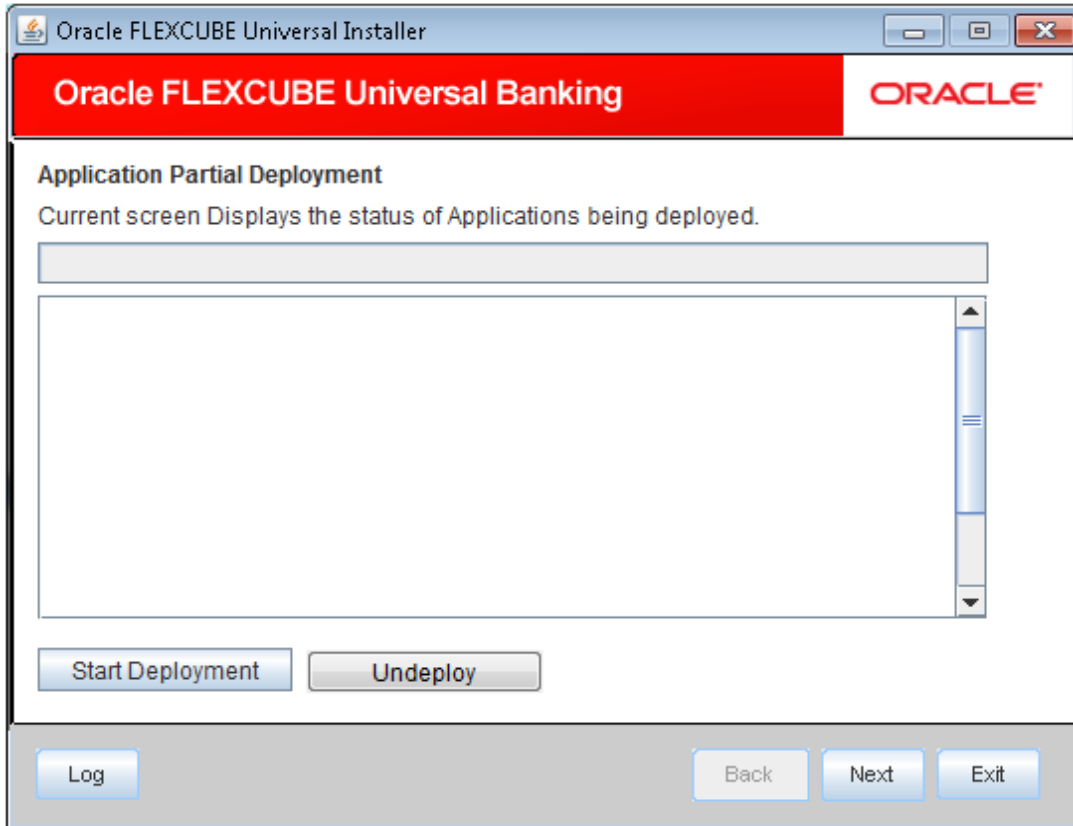 Oracle FLEXCUBE Universal Installer
Oracle FLEXCUBE Universal Banking
ORACLE
Application Partial Deployment
Current screen Displays the status of Applications being deployed.
Start Deployment
Undeploy
Log
Back
Next
Exit